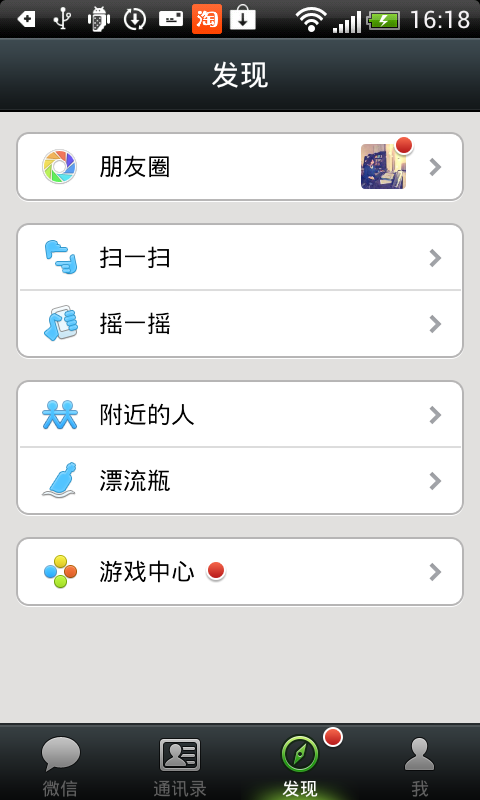 淘
16:18
发现
朋友圈
扫一扫
摇一摇
附近的人
漂流瓶
游戏中心
微信
通讯录
发现
我